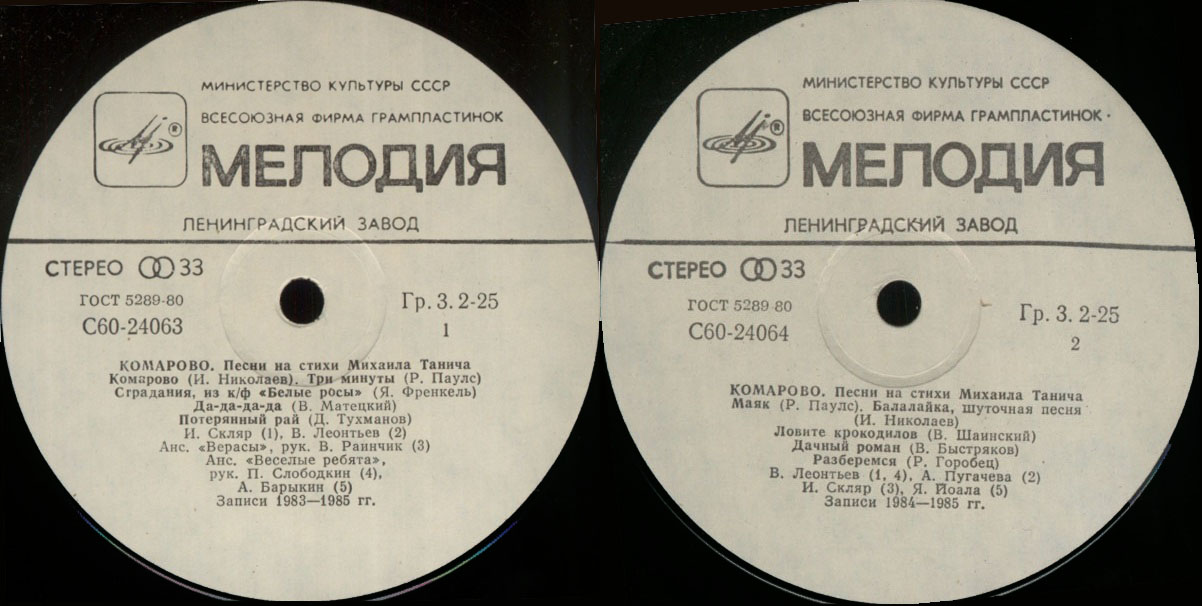 МИНИСТЕРСТВО КУЛЬТУРЫ СССР
ВСЕСОЮЗНАЯ ФИРМА ГРАМПЛАСТИНОК
®
МЕЛОДИЯ
ЛЕНИНГРАДСКИЙ ЗАВОД
СТЕРЕО 33
ГОСТ 5289-80
С60-24063
Гр. 3. 2-25
1
КОМАРОВО. Песни на стихи Михаила Танича
Комарово (И. Николаев). Три минуты (Р. Паулс)
Сградания, из к/ф «Белые росы» (Я. Френкель)
Да-да-да-да (В. Матецкий)
Потерянный рай (Д. Тухманов)
И. Скляр (1), В. Леонтьев (2)
Анс. «Верасы», рук. В. Раинчик (3)
Анс. «Веселые ребята»,
рук. П. Слободкин (4),
А. Барыкин (5)
Записи 1983—1985 гг.
МИНИСТЕРСТВО КУЛЬТУРЫ СССР
ВСЕСОЮЗНАЯ ФИРМА ГРАМПЛАСТИНОК
®
МЕЛОДИЯ
ЛЕНИНГРАДСКИЙ ЗАВОД
СТЕРЕО 33
ГОСТ 5289-80
С60-24064
Гр. 3. 2-25
2
КОМАРОВО. Песни на стихи Михаила Танича
Маяк (Р. Паулс). Балалайка, шуточная песня
(И. Николаев)
Ловите крокодилов (В. Шаинский)
Дачный роман (В. Быстряков)
Разберемся (Р. Горобец)
В. Леонтьев (1, 4), А. Пугачева (2)
И. Скляр (3), Я. Йоала (5)
Записи 1984—1985 гг.